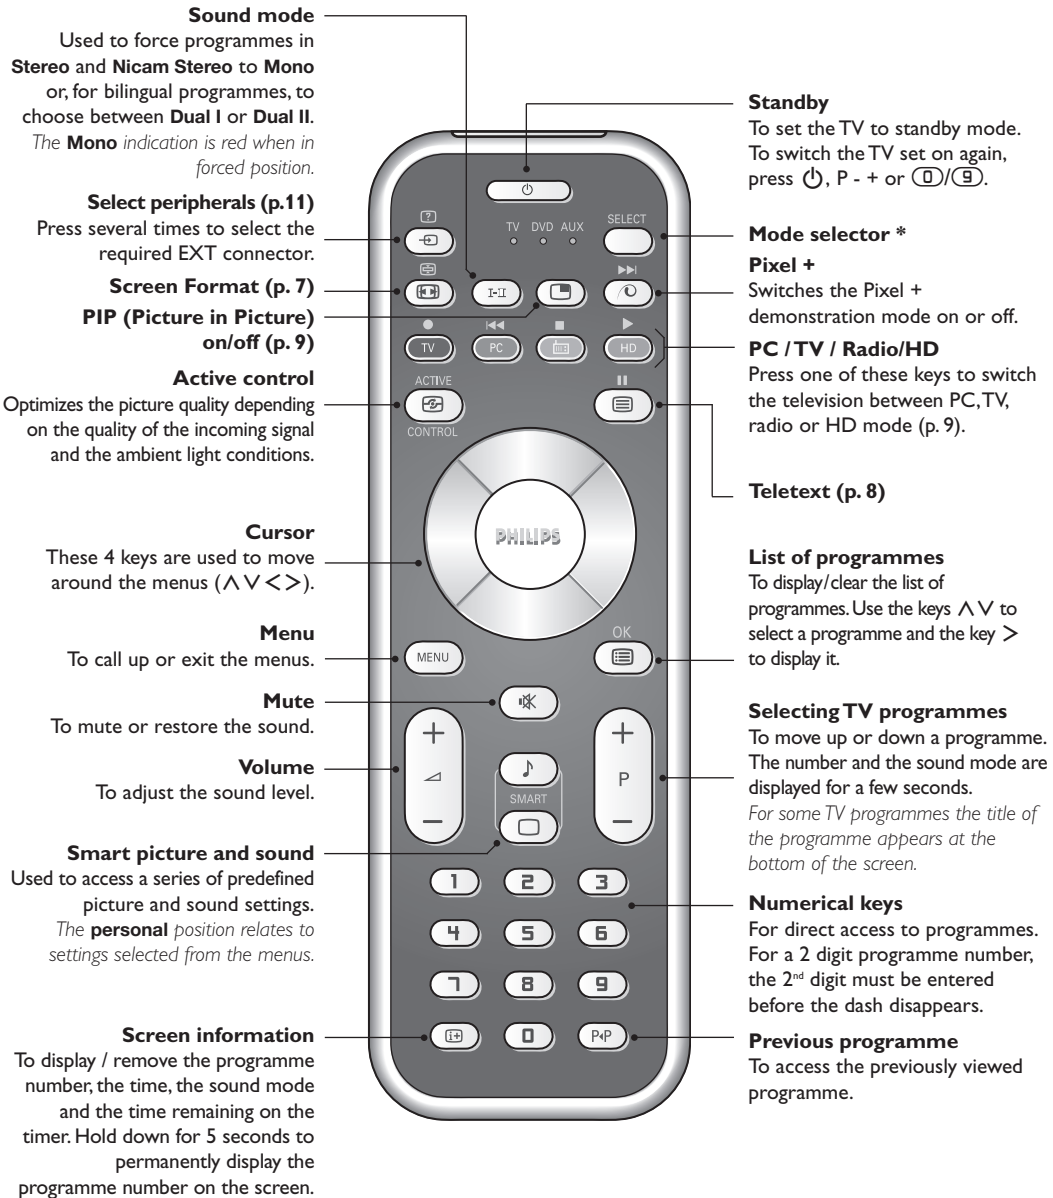 Sound mode
Used to force programmes in
Stereo and Nicam Stereo to Mono
or, for bilingual programmes, to
choose between Dual I or Dual II.
The Mono indication is red when in
forced position.
Select peripherals (p.11)
Press several times to select the
required EXT connector.
Screen Format (p. 7)
PIP (Picture in Picture)
on/off (p. 9)
Active control
Optimizes the picture quality depending
on the quality of the incoming signal
and the ambient light conditions.
Cursor
These 4 keys are used to move
around the menus (∧∨<>).
Menu
To call up or exit the menus.
Mute
To mute or restore the sound.
Volume
To adjust the sound level.
Smart picture and sound
Used to access a series of predefined
picture and sound settings.
The personal position relates to
settings selected from the menus.
Screen information
To display / remove the programme
number, the time, the sound mode
and the time remaining on the
timer. Hold down for 5 seconds to
permanently display the
programme number on the screen.
?
TV DVD AUX
SELECT
I-II
TV
PC
HD
ACTIVE
CONTROL
PHILIPS
OK
MENU
+
+
P
SMART
–
–
1 2 3
4 5 6
7 8 9
i+ 0 P◂P
Standby
To set the TV to standby mode.
To switch the TV set on again,
press ⏻, P - + or 0/9.
Mode selector *
Pixel +
Switches the Pixel +
demonstration mode on or off.
PC / TV / Radio/HD
Press one of these keys to switch
the television between PC, TV,
radio or HD mode (p. 9).
Teletext (p. 8)
List of programmes
To display/clear the list of
programmes. Use the keys ∧∨ to
select a programme and the key >
to display it.
Selecting TV programmes
To move up or down a programme.
The number and the sound mode are
displayed for a few seconds.
For some TV programmes the title of
the programme appears at the
bottom of the screen.
Numerical keys
For direct access to programmes.
For a 2 digit programme number,
the 2nd digit must be entered
before the dash disappears.
Previous programme
To access the previously viewed
programme.